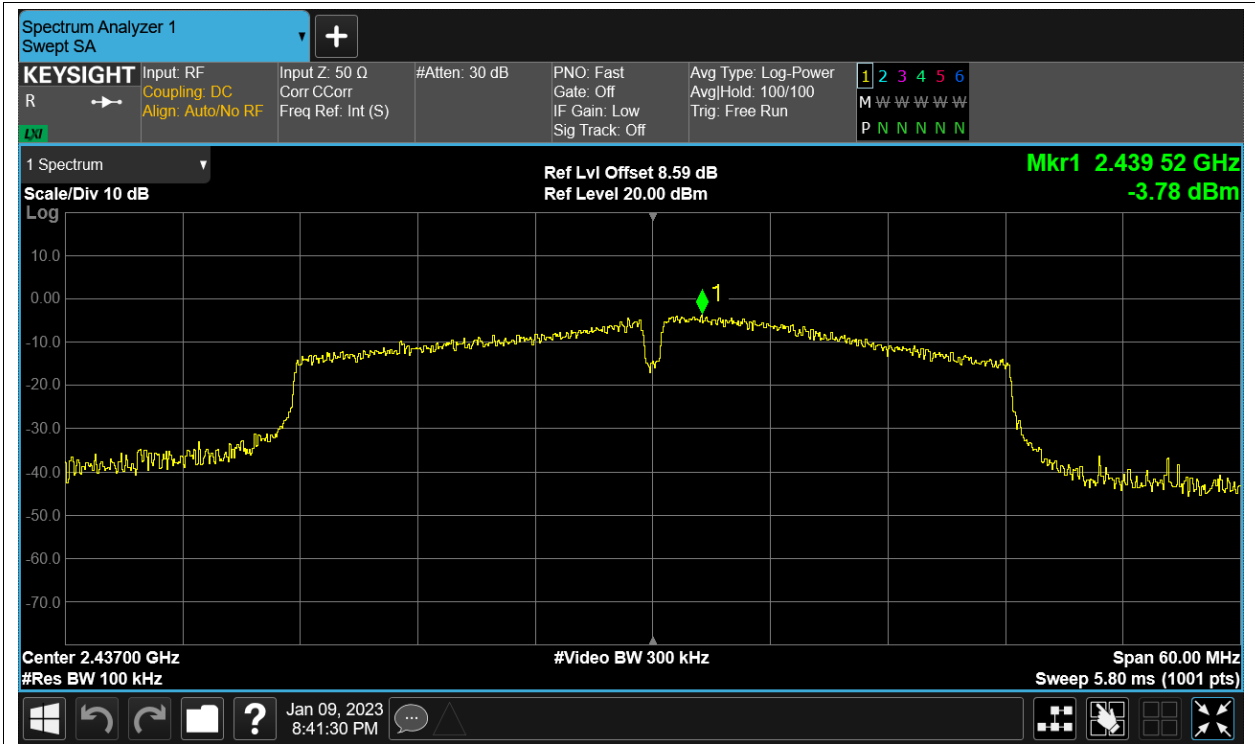 Spectrum Analyzer 1
Swept SA
KEYSIGHT
R
LXI
Input: RF
Coupling: DC
Align: Auto/No RF
Input Z: 50 Ω
Corr CCorr
Freq Ref: Int (S)
#Atten: 30 dB
PNO: Fast
Gate: Off
IF Gain: Low
Sig Track: Off
Avg Type: Log-Power
Avg|Hold: 100/100
Trig: Free Run
1 2 3 4 5 6
M W W W W W
P N N N N N
1 Spectrum
Scale/Div 10 dB
Log
Ref Lvl Offset 8.59 dB
Ref Level 20.00 dBm
Mkr1 2.439 52 GHz
-3.78 dBm
10.0
0.00
1
-10.0
-20.0
-30.0
-40.0
-50.0
-60.0
-70.0
Center 2.43700 GHz
#Res BW 100 kHz
#Video BW 300 kHz
Span 60.00 MHz
Sweep 5.80 ms (1001 pts)
?
Jan 09, 2023
8:41:30 PM